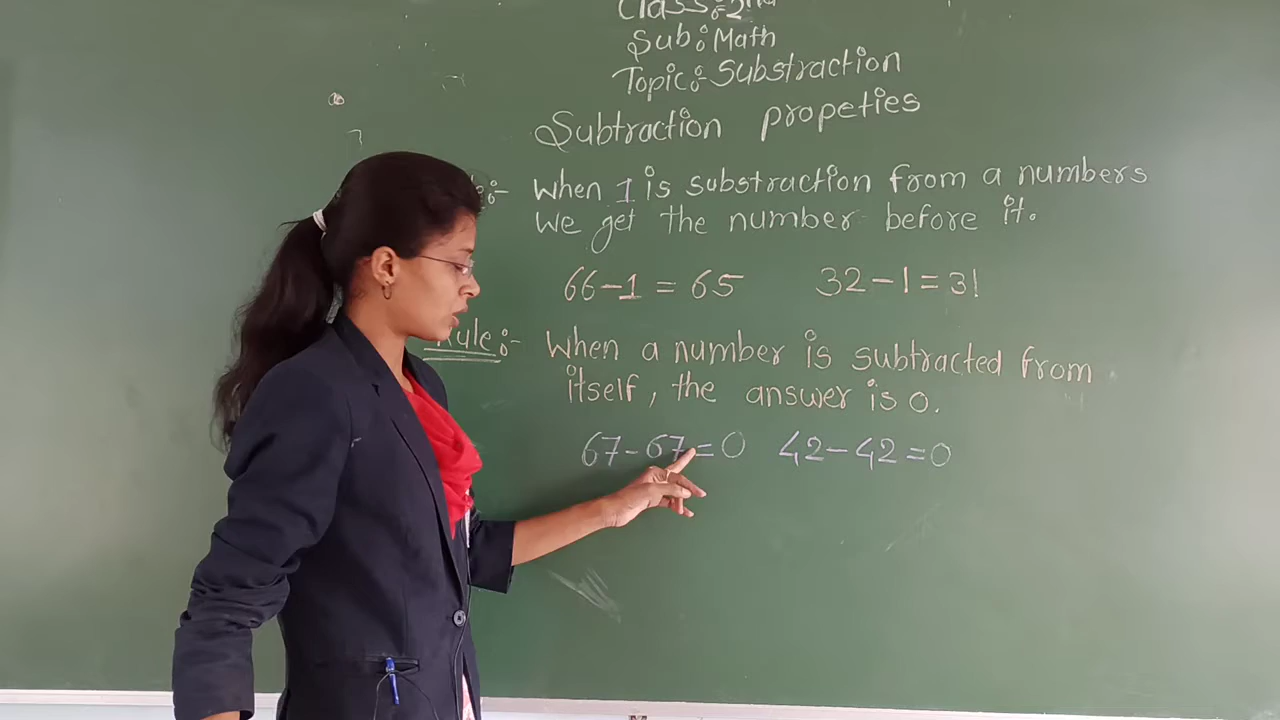 Class:-2nd
Sub:Math
Topic:-Substraction
Subtraction propeties
:- When 1 is substraction from a numbers
We get the number before it.
66-1=65 32-1=31
Rule:- When a number is subtracted from
itself, the answer is 0.
67-67=0 42-42=0